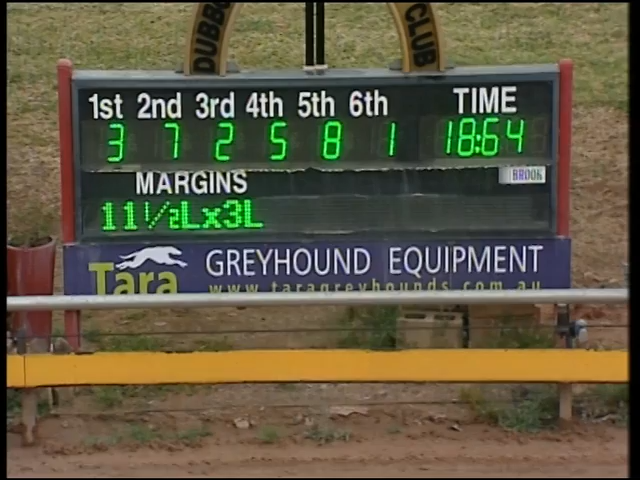 DUBBO CLUB
1st 2nd 3rd 4th 5th 6th TIME
3 7 2 5 8 1 18:64
MARGINS BROOK
11½Lx3L
Tara GREYHOUND EQUIPMENT
www.taragreyhounds.com.au